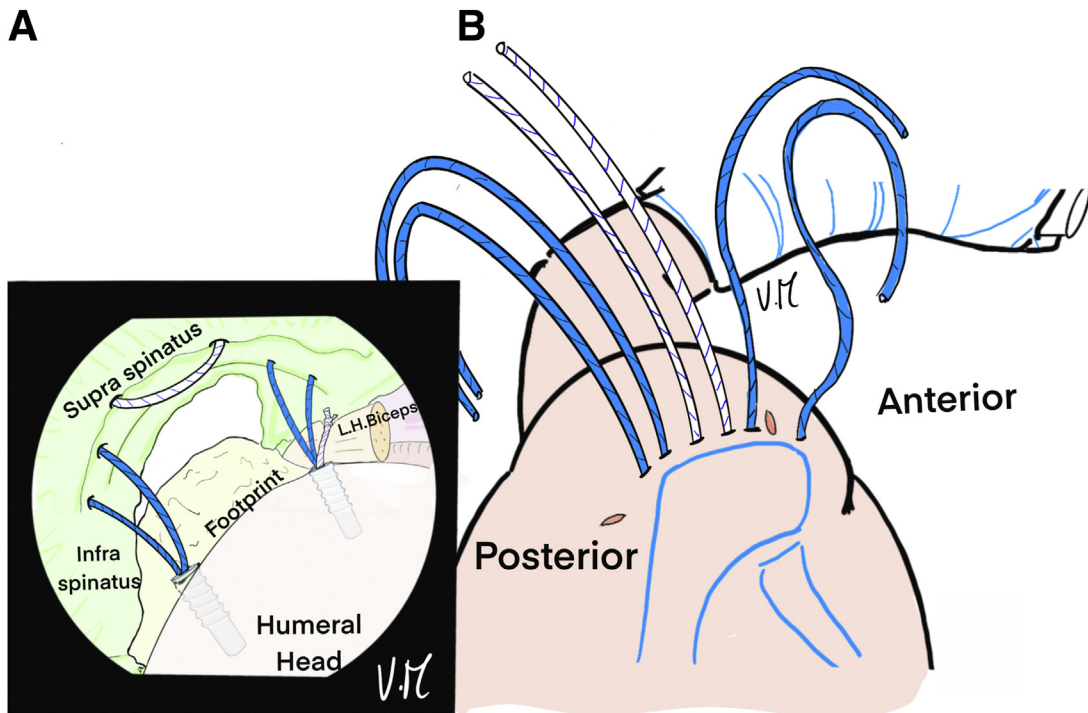 A
B
Supra spinatus
L.H.Biceps
Footprint
Infra
spinatus
Humeral
Head
V.M
V.M
Anterior
Posterior